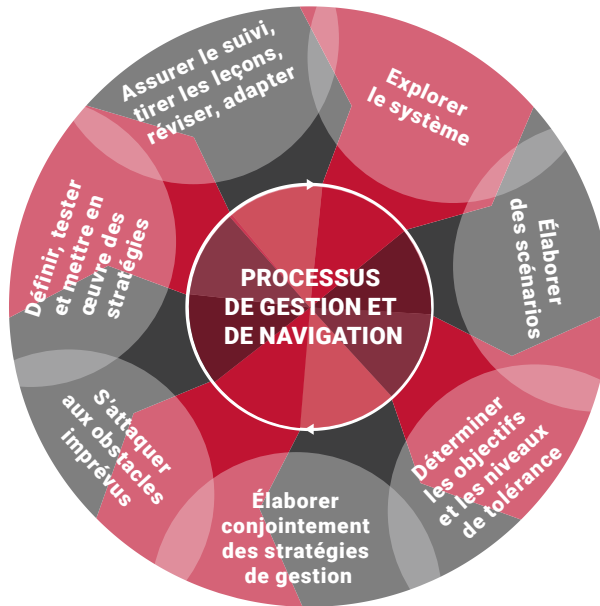 PROCESSUS
DE GESTION ET
DE NAVIGATION
Explorer
le système
Élaborer
des scénarios
Déterminer
les objectifs
et les niveaux
de tolérance
Élaborer
conjointement
des stratégies
de gestion
S'attaquer
aux obstacles
imprévus
Définir, tester
et mettre en
œuvre des
stratégies
Assurer le suivi,
tirer les leçons,
réviser, adapter